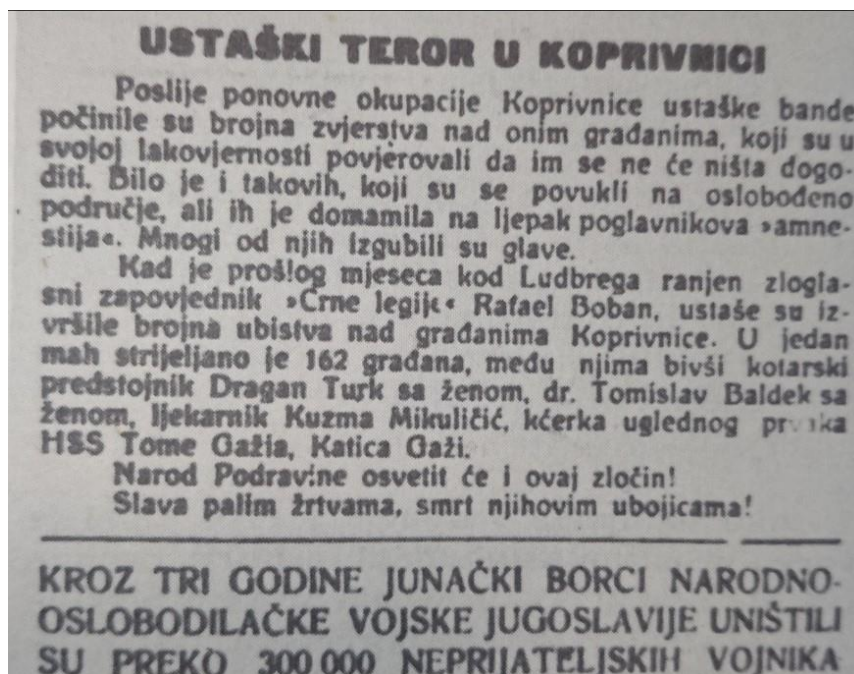 USTAŠKI TEROR U KOPRIVNICI
Poslije ponovne okupacije Koprivnice ustaške bande
počinile su brojna zvjerstva nad onim građanima, koji su u
svojoj lakovjernosti povjerovali da im se ne će ništa dogo-
diti. Bilo je i takovih, koji su se povukli na oslobođeno
područje, ali ih je domamila na ljepak poglavnikova »amne-
stija«. Mnogi od njih izgubili su glave.
Kad je prošlog mjeseca kod Ludbrega ranjen zlogla-
sni zapovjednik »Crne legije« Rafael Boban, ustaše su iz-
vršile brojna ubistva nad građanima Koprivnice. U jedan
mah strijeljano je 162 građana, među njima bivši kotarski
predstojnik Dragan Turk sa ženom, dr. Tomislav Baldek sa
ženom, ljekarnik Kuzma Mikuličić, kćerka uglednog
HSS Tome Gažia, Katica Gaži.
Narod Podravine osvetit će i ovaj zločin!
Slava palim žrtvama, smrt njihovim ubojicama!
KROZ TRI GODINE JUNAČKI BORCI NARODNO-
OSLOBODILAČKE VOJSKE JUGOSLAVIJE UNIŠTILI
SU PREKO 300 000 NEPRIJATELJSKIH VOJNIKA